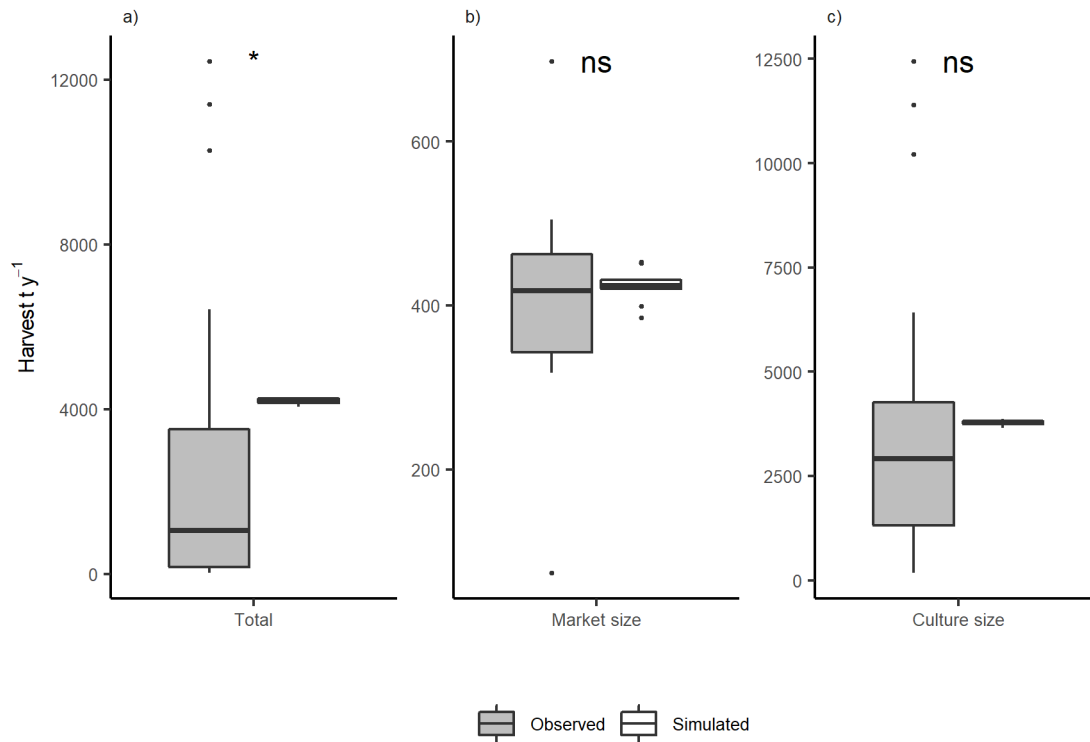 a)
*
12000
8000
4000
0
Harvest t y⁻¹
Total
b)
ns
600
400
200
Market size
c)
ns
12500
10000
7500
5000
2500
0
Culture size
Observed
Simulated